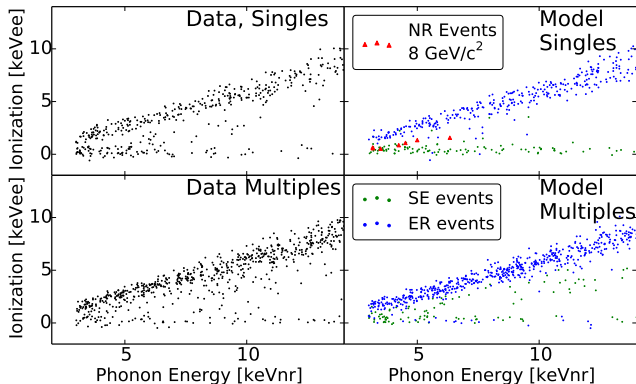 Data, Singles
Ionization [keVee]
10
5
0
Model
Singles
NR Events
8 GeV/c²
Data Multiples
Ionization [keVee]
10
5
0
5
10
Phonon Energy [keVnr]
Model
Multiples
SE events
ER events
5
10
Phonon Energy [keVnr]